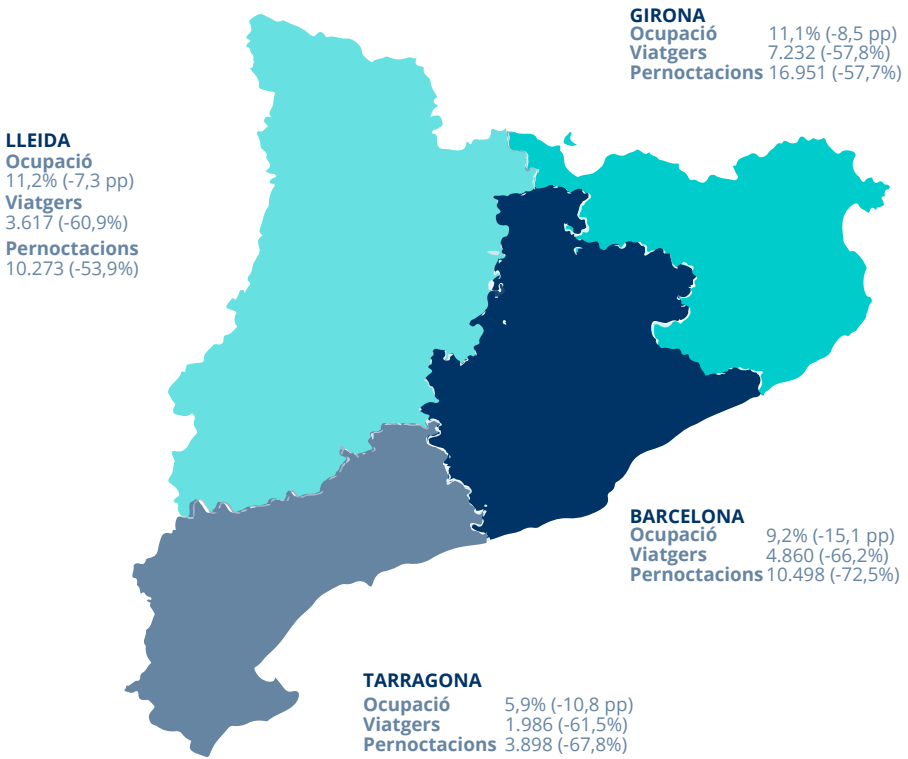 GIRONA
Ocupació 11,1% (-8,5 pp)
Viatgers 7.232 (-57,8%)
Pernoctacions 16.951 (-57,7%)
LLEIDA
Ocupació
11,2% (-7,3 pp)
Viatgers
3.617 (-60,9%)
Pernoctacions
10.273 (-53,9%)
BARCELONA
Ocupació 9,2% (-15,1 pp)
Viatgers 4.860 (-66,2%)
Pernoctacions 10.498 (-72,5%)
TARRAGONA
Ocupació 5,9% (-10,8 pp)
Viatgers 1.986 (-61,5%)
Pernoctacions 3.898 (-67,8%)